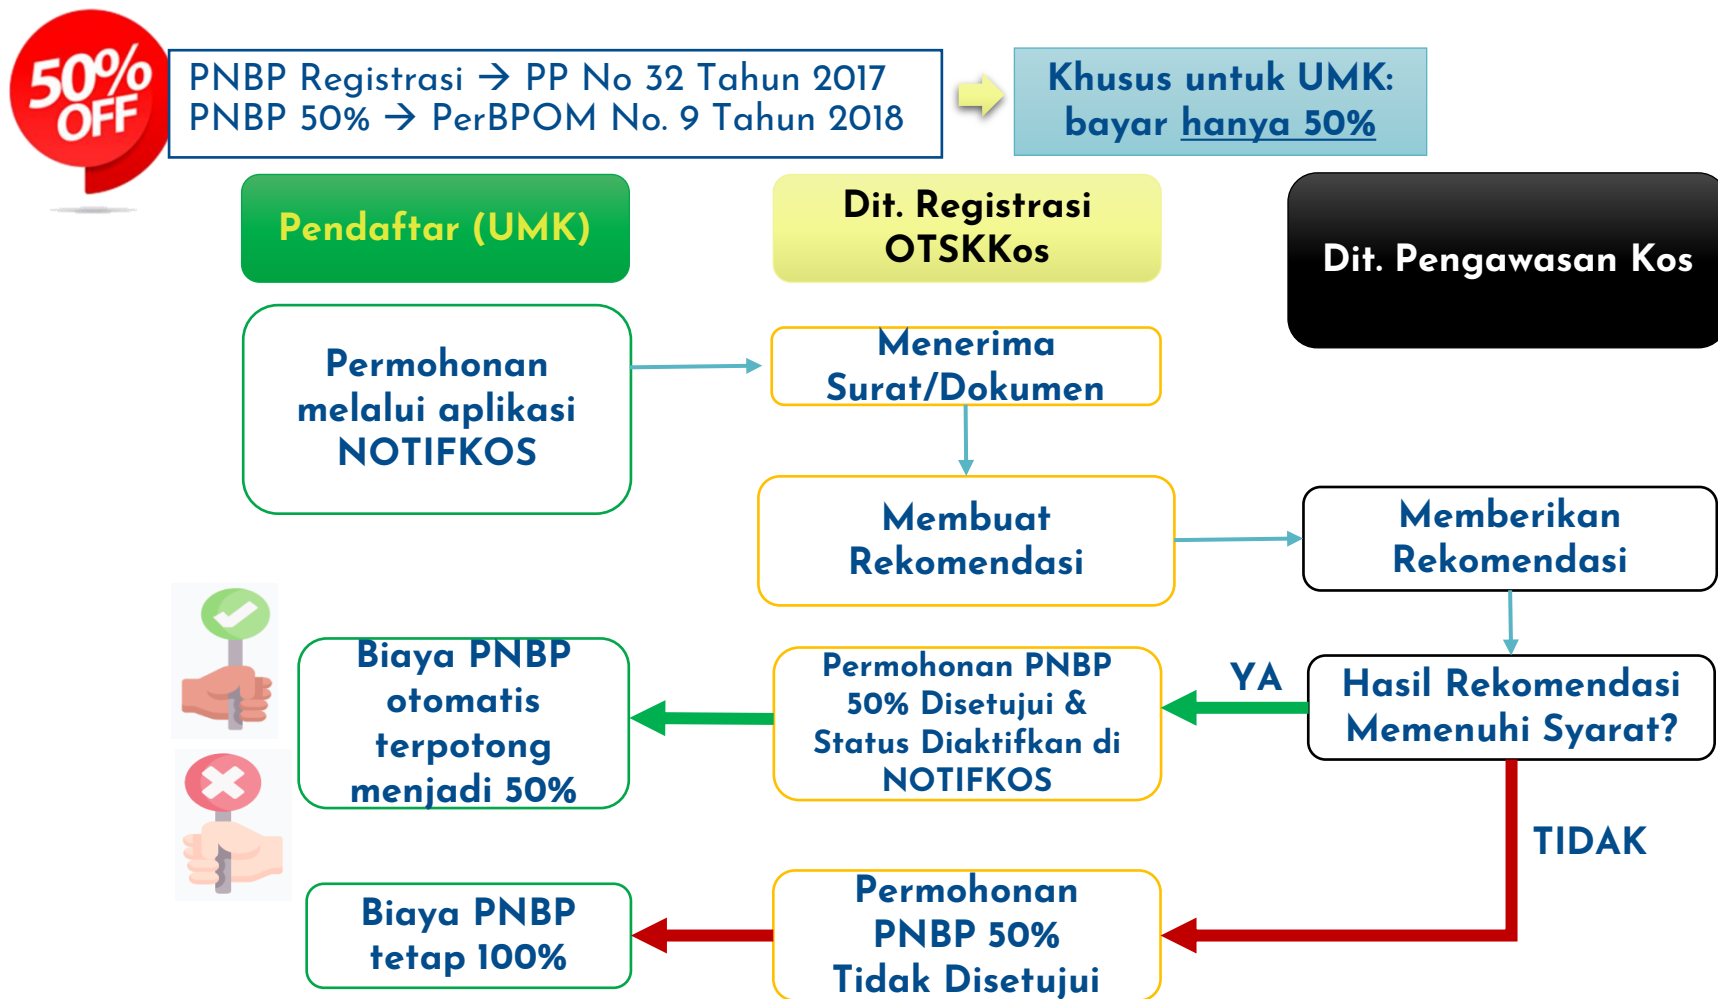 50%
OFF
PNBP Registrasi → PP No 32 Tahun 2017
PNBP 50% → PerBPOM No. 9 Tahun 2018
Khusus untuk UMK:
bayar hanya 50%
Pendaftar (UMK)
Dit. Registrasi
OTSKKos
Dit. Pengawasan Kos
Permohonan
melalui aplikasi
NOTIFKOS
Menerima
Surat/Dokumen
Membuat
Rekomendasi
Memberikan
Rekomendasi
Biaya PNBP
otomatis
terpotong
menjadi 50%
Permohonan PNBP
50% Disetujui &
Status Diaktifkan di
NOTIFKOS
YA
Hasil Rekomendasi
Memenuhi Syarat?
TIDAK
Biaya PNBP
tetap 100%
Permohonan
PNBP 50%
Tidak Disetujui